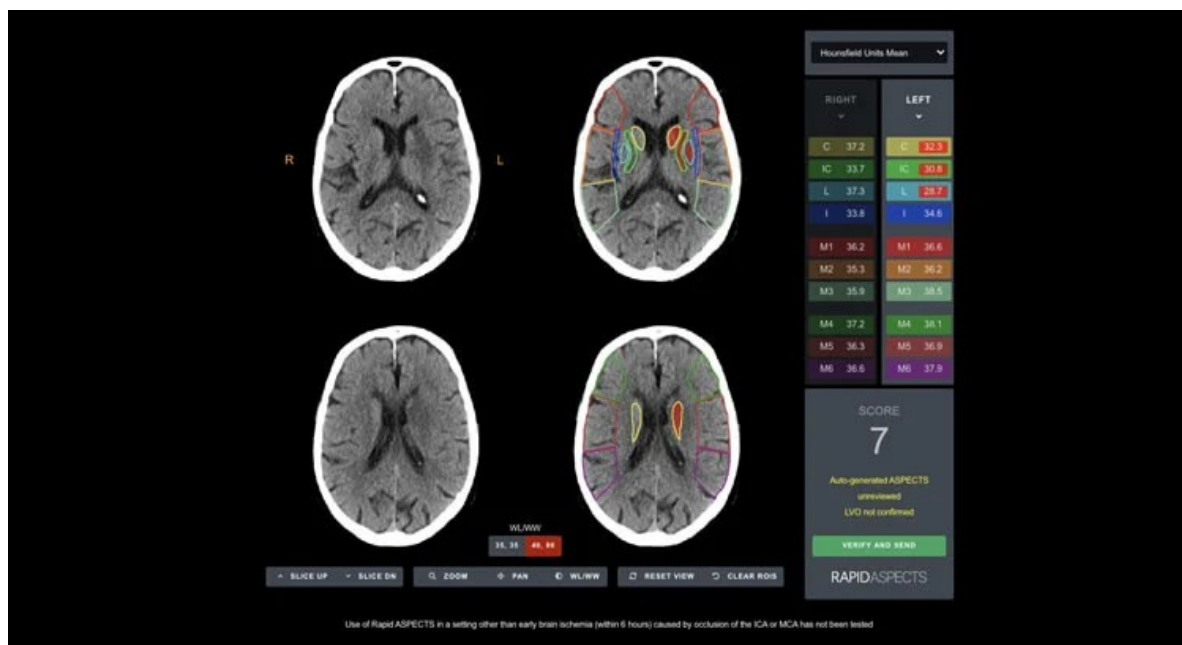 Hounsfield Units Mean
RIGHT LEFT
R L
C 37.2 C 32.3
IC 33.7 IC 30.8
L 37.3 L 28.7
I 33.8 I 34.6
M1 36.2 M1 36.6
M2 35.3 M2 36.2
M3 35.9 M3 38.5
M4 37.2 M4 38.1
M5 36.3 M5 36.9
M6 36.6 M6 37.9
SCORE
7
Auto-generated ASPECTS
unreviewed
LVO not confirmed
VERIFY AND SEND
RAPIDASPECTS
WL/WW
35, 35 40, 80
SLICE UP SLICE DN ZOOM PAN WL/WW RESET VIEW CLEAR ROIS
Use of Rapid ASPECTS in a setting other than early brain ischemia (within 6 hours) caused by occlusion of the ICA or MCA has not been tested